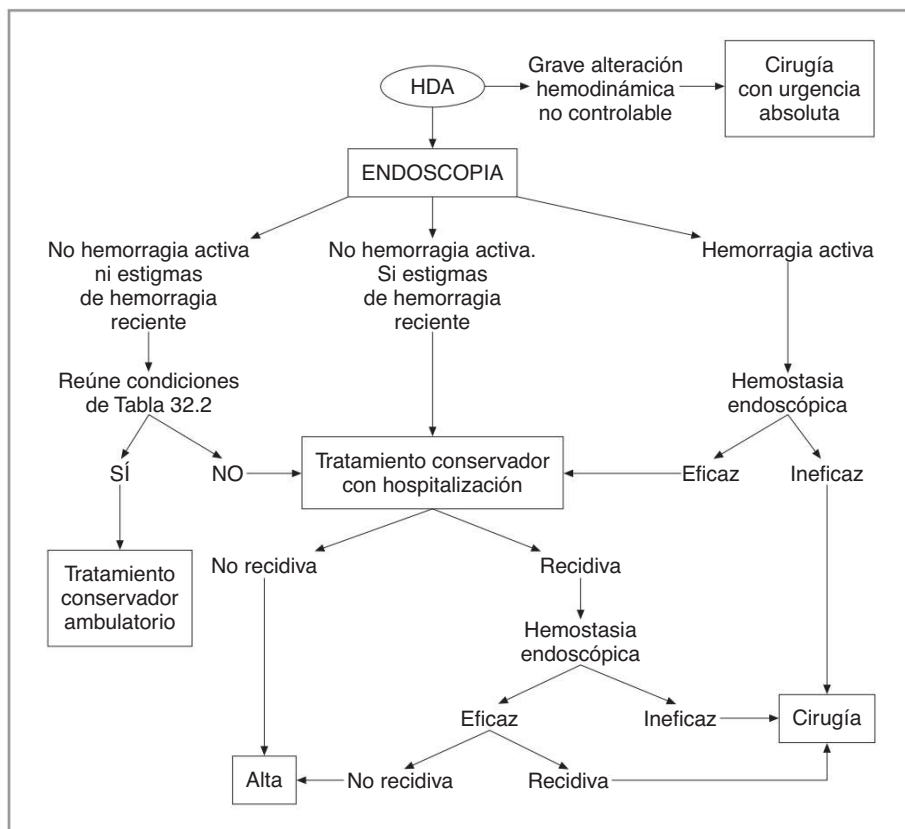 HDA
Grave alteración
hemodinámica
no controlable
Cirugía
con urgencia
absoluta
ENDOSCOPIA
No hemorragia activa
ni estigmas
de hemorragia
reciente
No hemorragia activa.
Si estigmas
de hemorragia
reciente
Hemorragia activa
Reúne condiciones
de Tabla 32.2
Hemostasia
endoscópica
SÍ
NO
Tratamiento conservador
con hospitalización
Eficaz
Ineficaz
Tratamiento
conservador
ambulatorio
No recidiva
Recidiva
Hemostasia
endoscópica
Eficaz
Ineficaz
Cirugía
Alta
No recidiva
Recidiva